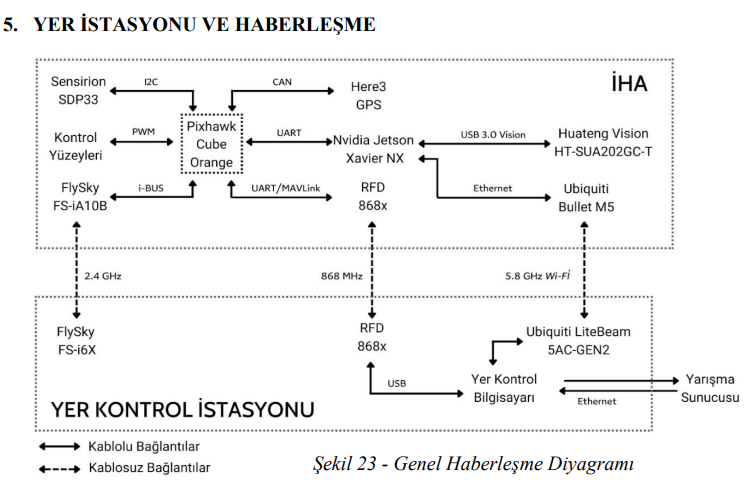 5. YER İSTASYONU VE HABERLEŞME
İHA
Sensirion
SDP33
I2C
CAN
Here3
GPS
Kontrol
Yüzeyleri
PWM
Pixhawk
Cube
Orange
UART
Nvidia Jetson
Xavier NX
USB 3.0 Vision
Huateng Vision
HT-SUA202GC-T
FlySky
FS-iA10B
i-BUS
UART/MAVLink
RFD
868x
Ethernet
Ubiquiti
Bullet M5
2.4 GHz
868 MHz
5.8 GHz Wi-Fi
FlySky
FS-i6X
RFD
868x
Ubiquiti LiteBeam
5AC-GEN2
USB
Yer Kontrol
Bilgisayarı
Ethernet
Yarışma
Sunucusu
YER KONTROL İSTASYONU
Kablolu Bağlantılar
Kablosuz Bağlantılar
Şekil 23 - Genel Haberleşme Diyagramı